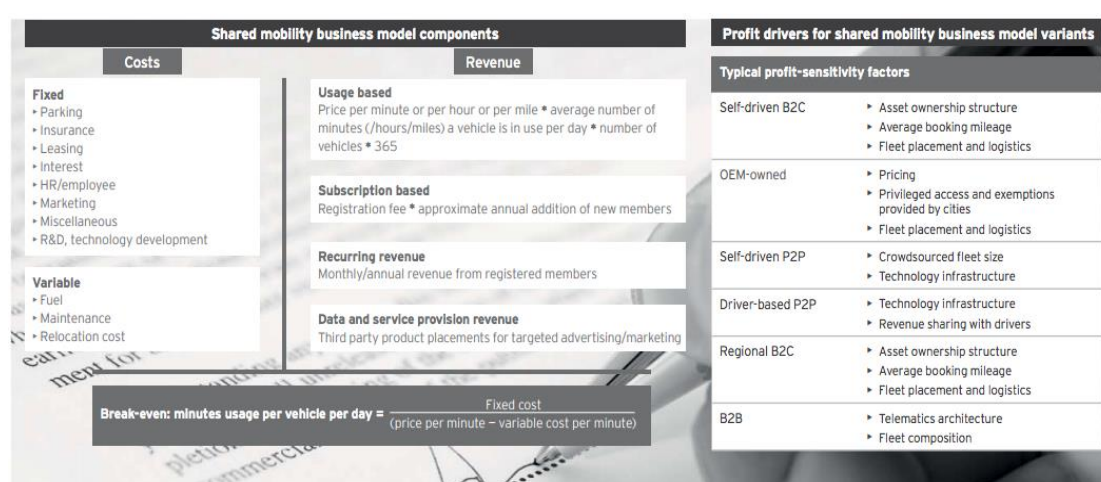 Shared mobility business model components
Costs
Fixed
‣ Parking
‣ Insurance
‣ Leasing
‣ Interest
‣ HR/employee
‣ Marketing
‣ Miscellaneous
‣ R&D, technology development
Variable
‣ Fuel
‣ Maintenance
‣ Relocation cost
Revenue
Usage based
Price per minute or per hour or per mile * average number of
minutes (/hours/miles) a vehicle is in use per day * number of
vehicles * 365
Subscription based
Registration fee * approximate annual addition of new members
Recurring revenue
Monthly/annual revenue from registered members
Data and service provision revenue
Third party product placements for targeted advertising/marketing
Break-even: minutes usage per vehicle per day =
Fixed cost
(price per minute – variable cost per minute)
Profit drivers for shared mobility business model variants
Typical profit-sensitivity factors
Self-driven B2C
‣ Asset ownership structure
‣ Average booking mileage
‣ Fleet placement and logistics
OEM-owned
‣ Pricing
‣ Privileged access and exemptions
provided by cities
‣ Fleet placement and logistics
Self-driven P2P
‣ Crowdsourced fleet size
‣ Technology infrastructure
Driver-based P2P
‣ Technology infrastructure
‣ Revenue sharing with drivers
Regional B2C
‣ Asset ownership structure
‣ Average booking mileage
‣ Fleet placement and logistics
B2B
‣ Telematics architecture
‣ Fleet composition
ment for